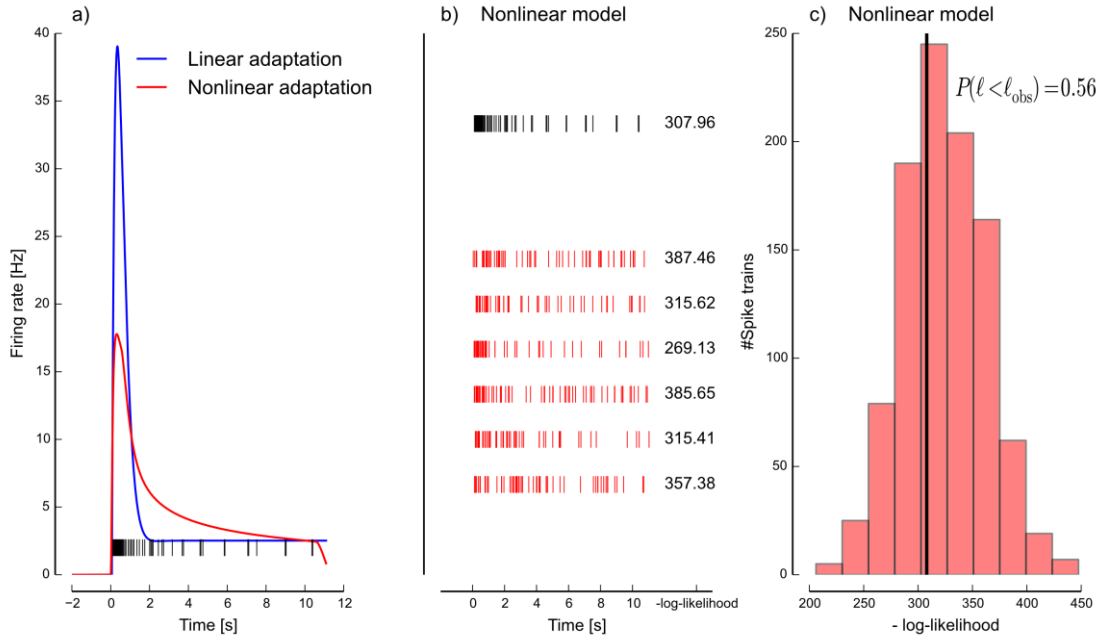 a)
40
35
30
25
20
15
10
5
0
Firing rate [Hz]
Linear adaptation
Nonlinear adaptation
−2 0 2 4 6 8 10 12
Time [s]
b) Nonlinear model
307.96
387.46
315.62
269.13
385.65
315.41
357.38
0 2 4 6 8 10 -log-likelihood
Time [s]
c) Nonlinear model
250
200
150
100
50
0
#Spike trains
P(ℓ<ℓobs)=0.56
200 250 300 350 400 450
- log-likelihood